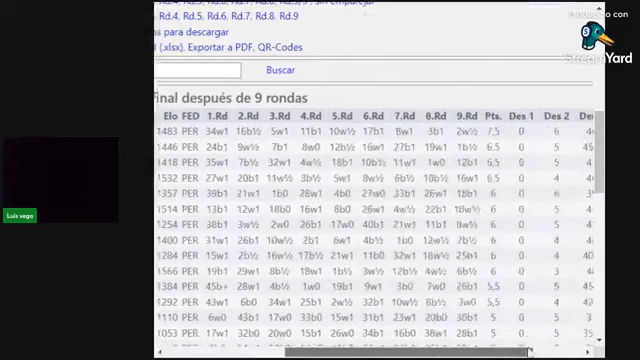 Rd.4, Rd.5, Rd.6, Rd.7, Rd.8, Rd.9
as para descargar
(.xlsx), Exportar a PDF, QR-Codes
con
StreamYard
Buscar
Final después de 9 rondas
Elo FED 1.Rd 2.Rd 3.Rd 4.Rd 5.Rd 6.Rd 7.Rd 8.Rd 9.Rd Pts. Des 1 Des 2 De
1483 PER 34w1 16b½ 5w1 11b1 10w½ 17b1 8w1 3b1 2w½ 7,5 0 6
1446 PER 24b1 9w½ 7b1 8w0 12b½ 16w1 27b1 19w1 1b½ 6,5 0 5
1418 PER 35w1 7b½ 32w1 4w½ 18b1 10b½ 11w1 1w0 12b1 6,5 0 5
1532 PER 27w1 20b1 11w½ 3b½ 5w1 8w½ 6b½ 10b½ 16w1 6,5 0 5
1357 PER 39b1 21w1 1b0 28w1 4b0 27w0 33b1 26w1 18b1 6 0 6
1514 PER 13b1 12w1 18b0 16w1 8b0 26w1 4w½ 22b1 10w½ 6 0 5
1254 PER 38b1 3w½ 2w0 26b1 17w0 40b1 21w1 11b1 8w½ 6 0 5
1400 PER 31w1 26b1 10w½ 2b1 6w1 4b½ 1b0 12w½ 7b½ 6 0 4
1284 PER 15w1 2b½ 16w½ 17b½ 21w1 11b0 32w1 18w½ 25b1 6 0 4
1566 PER 19b1 29w1 8b½ 18w1 1b½ 3w½ 12b½ 4w½ 6b½ 6 0 3
1384 PER 45b+ 28w1 4b½ 1w0 19b1 9w1 3b0 7w0 26w1 5,5 0 5
1292 PER 43w1 6b0 34w1 25b1 2w½ 32b1 10w½ 8b½ 3w0 5,5 0 4
1110 PER 6w0 43b1 17w0 33b0 15w1 31b1 23w1 20b0 30b1 5 0 5
1053 PER 17w1 32b0 20w0 15b1 26w0 34b1 16b0 38w1 28b1 5 0 5
Luis vega